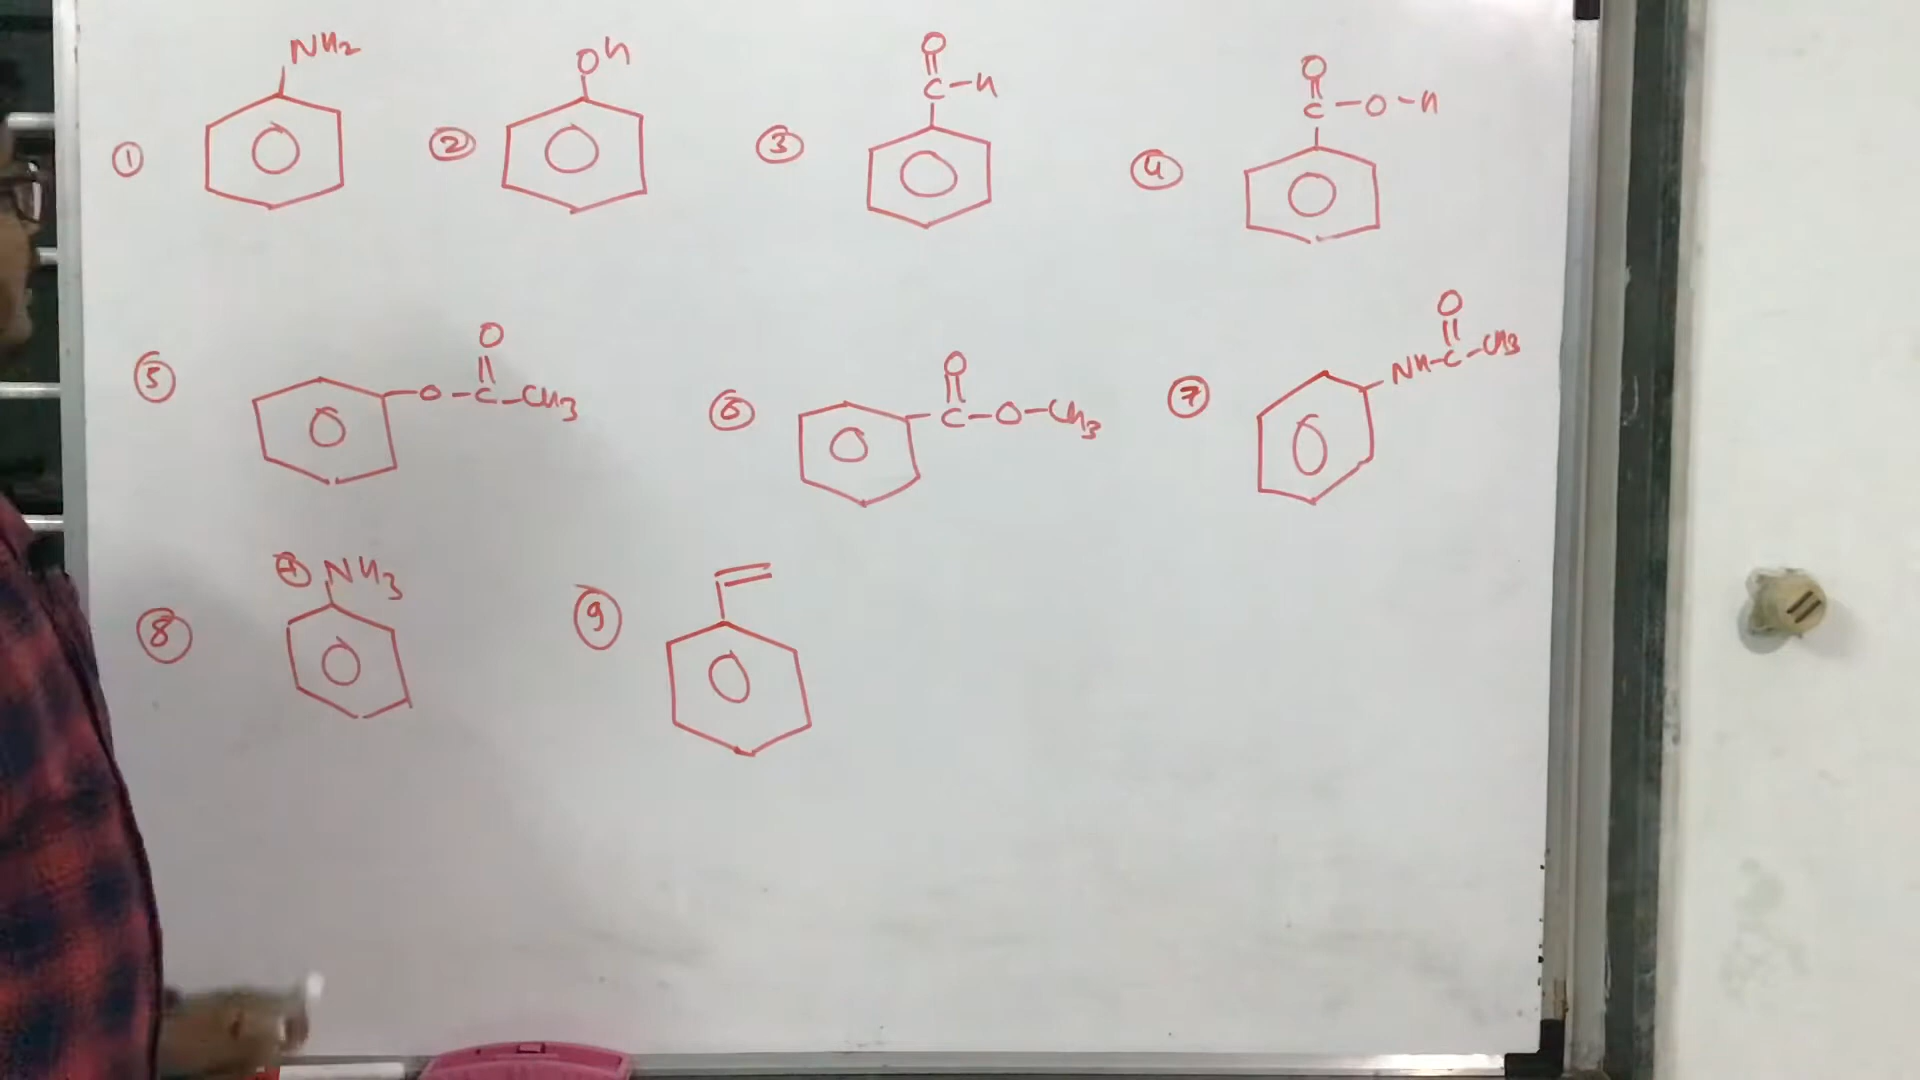 ① NH2
② OH
③ O
C-H
④ O
C-O-H
⑤ O
O-C-CH3
⑥ O
C-O-CH3
⑦ O
NH-C-CH3
⑧ ⊕NH3
⑨